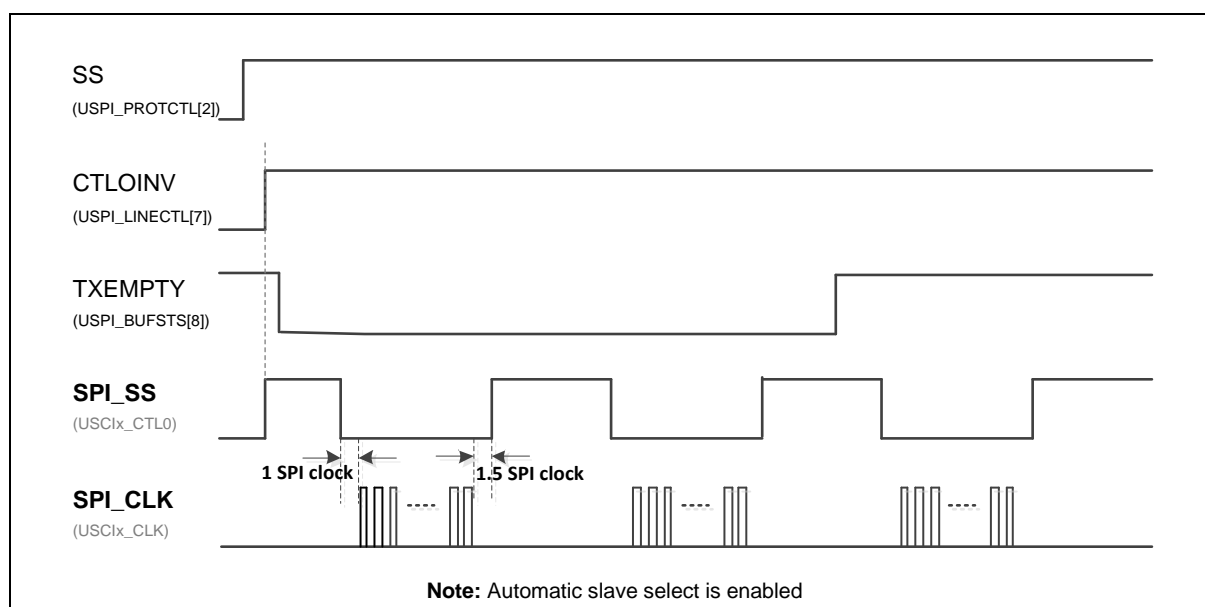 SS
(USPI_PROTCTL[2])
CTLOINV
(USPI_LINECTL[7])
TXEMPTY
(USPI_BUFSTS[8])
SPI_SS
(USCIx_CTL0)
1 SPI clock
1.5 SPI clock
SPI_CLK
(USCIx_CLK)
Note: Automatic slave select is enabled